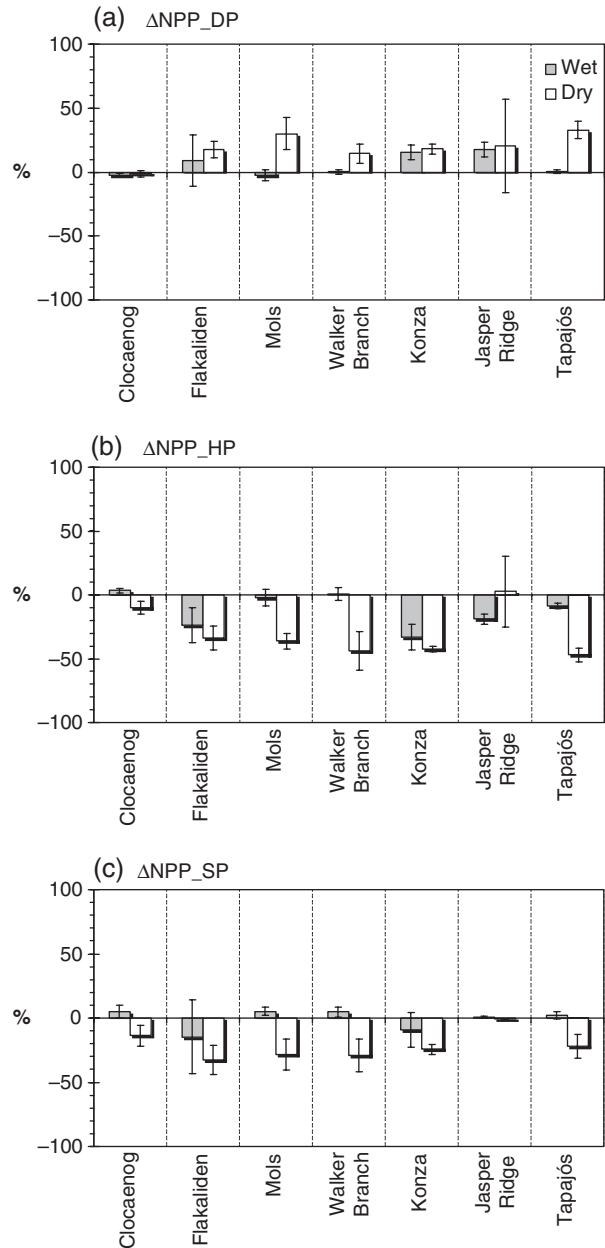 (a) ΔNPP_DP
100
50
0
−50
−100
%
Wet
Dry
Clocaenog
Flakaliden
Mols
Walker
Branch
Konza
Jasper
Ridge
Tapajós
(b) ΔNPP_HP
100
50
0
−50
−100
%
Clocaenog
Flakaliden
Mols
Walker
Branch
Konza
Jasper
Ridge
Tapajós
(c) ΔNPP_SP
100
50
0
−50
−100
%
Clocaenog
Flakaliden
Mols
Walker
Branch
Konza
Jasper
Ridge
Tapajós